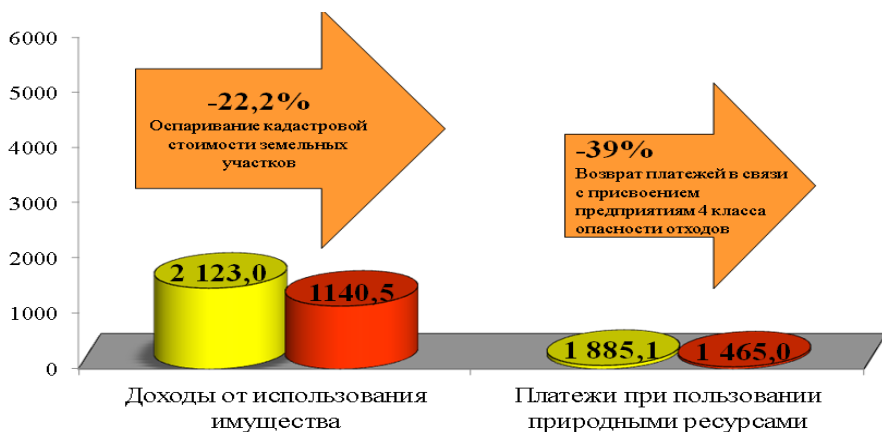 6000
5000
4000
3000
2000
1000
0
-22,2%
Оспаривание кадастровой
стоимости земельных
участков
-39%
Возврат платежей в связи
с присвоением
предприятиям 4 класса
опасности отходов
2 123,0
1140,5
1 885,1
1 465,0
Доходы от использования
имущества
Платежи при пользовании
природными ресурсами